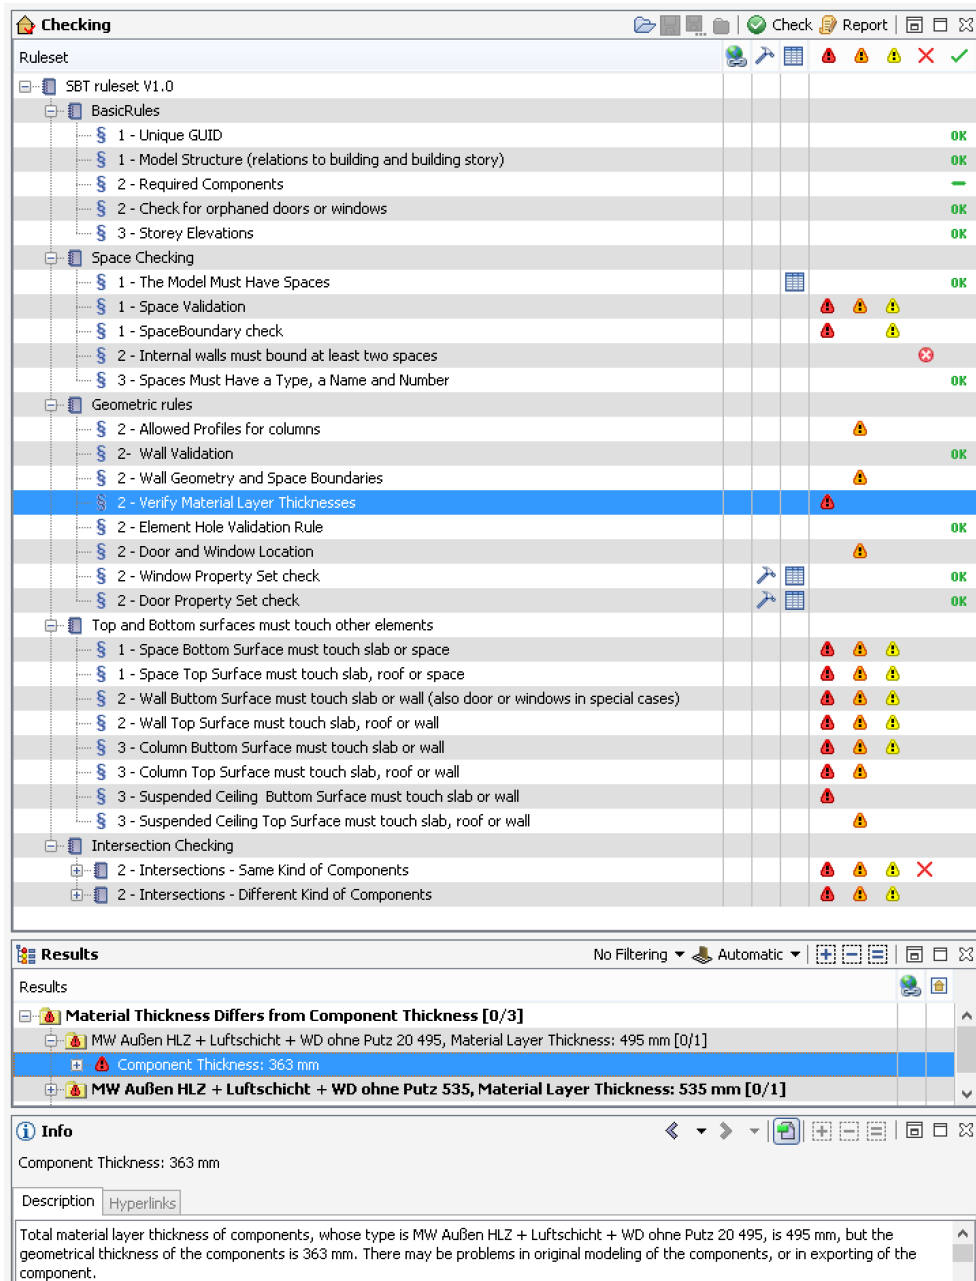 Checking Check Report
Ruleset
SBT ruleset V1.0
BasicRules
§ 1 - Unique GUID OK
§ 1 - Model Structure (relations to building and building story) OK
§ 2 - Required Components
§ 2 - Check for orphaned doors or windows OK
§ 3 - Storey Elevations OK
Space Checking
§ 1 - The Model Must Have Spaces OK
§ 1 - Space Validation
§ 1 - SpaceBoundary check
§ 2 - Internal walls must bound at least two spaces
§ 3 - Spaces Must Have a Type, a Name and Number OK
Geometric rules
§ 2 - Allowed Profiles for columns
§ 2- Wall Validation OK
§ 2 - Wall Geometry and Space Boundaries
§ 2 - Verify Material Layer Thicknesses
§ 2 - Element Hole Validation Rule OK
§ 2 - Door and Window Location
§ 2 - Window Property Set check OK
§ 2 - Door Property Set check OK
Top and Bottom surfaces must touch other elements
§ 1 - Space Bottom Surface must touch slab or space
§ 1 - Space Top Surface must touch slab, roof or space
§ 2 - Wall Buttom Surface must touch slab or wall (also door or windows in special cases)
§ 2 - Wall Top Surface must touch slab, roof or wall
§ 3 - Column Buttom Surface must touch slab or wall
§ 3 - Column Top Surface must touch slab, roof or wall
§ 3 - Suspended Ceiling  Buttom Surface must touch slab or wall
§ 3 - Suspended Ceiling Top Surface must touch slab, roof or wall
Intersection Checking
2 - Intersections - Same Kind of Components
2 - Intersections - Different Kind of Components
Results No Filtering Automatic
Results
Material Thickness Differs from Component Thickness [0/3]
MW Außen HLZ + Luftschicht + WD ohne Putz 20 495, Material Layer Thickness: 495 mm [0/1]
Component Thickness: 363 mm
MW Außen HLZ + Luftschicht + WD ohne Putz 535, Material Layer Thickness: 535 mm [0/1]
Info
Component Thickness: 363 mm
Description Hyperlinks
Total material layer thickness of components, whose type is MW Außen HLZ + Luftschicht + WD ohne Putz 20 495, is 495 mm, but the
geometrical thickness of the components is 363 mm. There may be problems in original modeling of the components, or in exporting of the
component.